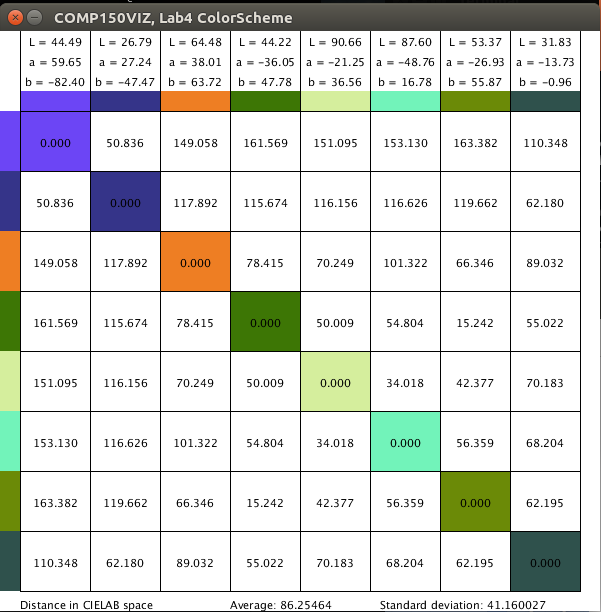 COMP150VIZ, Lab4 ColorScheme
L = 44.49 L = 26.79 L = 64.48 L = 44.22 L = 90.66 L = 87.60 L = 53.37 L = 31.83
a = 59.65 a = 27.24 a = 38.01 a = -36.05 a = -21.25 a = -48.76 a = -26.93 a = -13.73
b = -82.40 b = -47.47 b = 63.72 b = 47.78 b = 36.56 b = 16.78 b = 55.87 b = -0.96
0.000 50.836 149.058 161.569 151.095 153.130 163.382 110.348
50.836 0.000 117.892 115.674 116.156 116.626 119.662 62.180
149.058 117.892 0.000 78.415 70.249 101.322 66.346 89.032
161.569 115.674 78.415 0.000 50.009 54.804 15.242 55.022
151.095 116.156 70.249 50.009 0.000 34.018 42.377 70.183
153.130 116.626 101.322 54.804 34.018 0.000 56.359 68.204
163.382 119.662 66.346 15.242 42.377 56.359 0.000 62.195
110.348 62.180 89.032 55.022 70.183 68.204 62.195 0.000
Distance in CIELAB space Average: 86.25464 Standard deviation: 41.160027